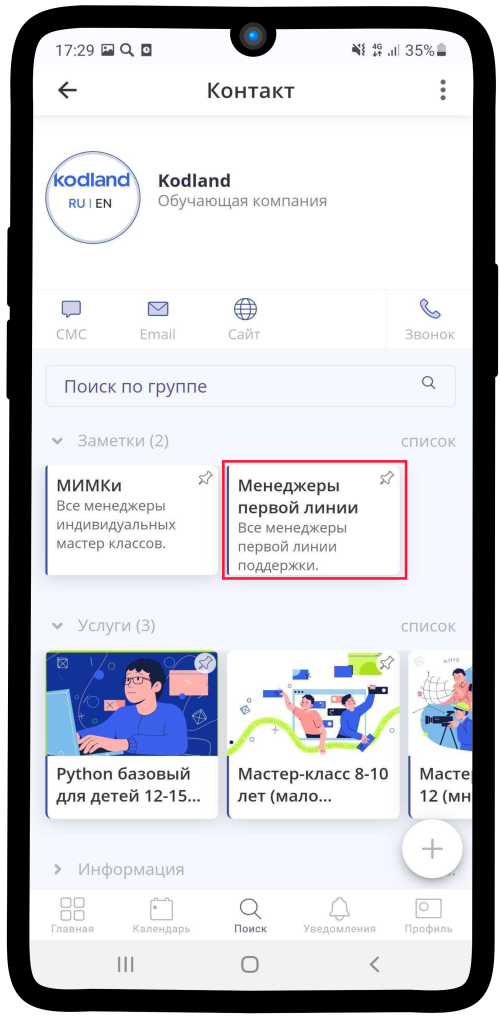 17:29
4G
35%
Контакт
kodland
RU | EN
Kodland
Обучающая компания
СМС
Email
Сайт
Звонок
Поиск по группе
Заметки (2)
список
МИМКи
Все менеджеры
индивидуальных
мастер классов.
Менеджеры
первой линии
Все менеджеры
первой линии
поддержки.
Услуги (3)
список
Python базовый
для детей 12-15...
Мастер-класс 8-10
лет (мало...
Масте
12 (мн
Информация
Главная
Календарь
Поиск
Уведомления
Профиль